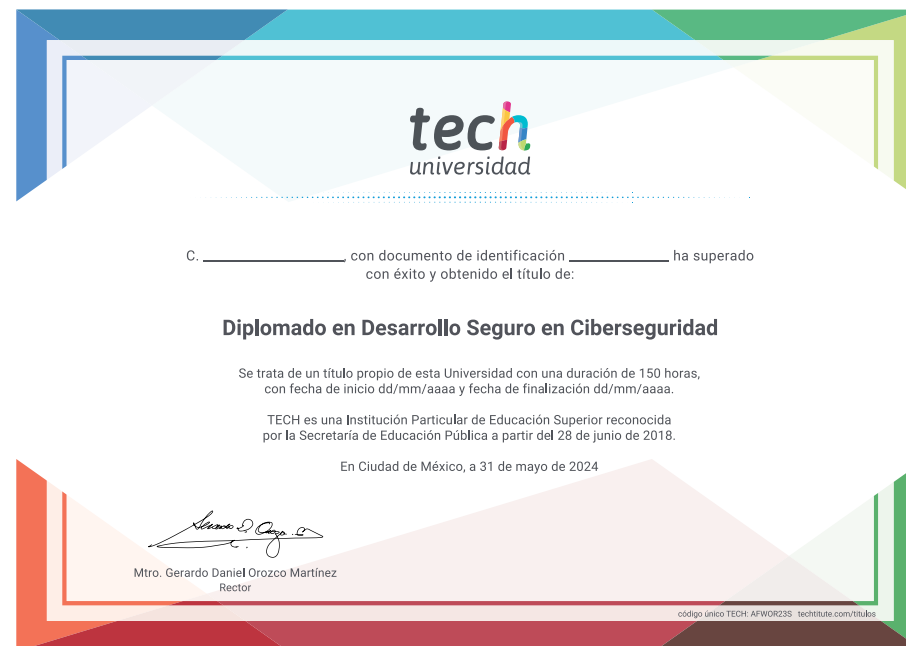 tech
universidad
C. ____________, con documento de identificación ____________ ha superado
con éxito y obtenido el título de:
Diplomado en Desarrollo Seguro en Ciberseguridad
Se trata de un título propio de esta Universidad con una duración de 150 horas,
con fecha de inicio dd/mm/aaaa y fecha de finalización dd/mm/aaaa.
TECH es una Institución Particular de Educación Superior reconocida
por la Secretaría de Educación Pública a partir del 28 de junio de 2018.
En Ciudad de México, a 31 de mayo de 2024
Mtro. Gerardo Daniel Orozco Martínez
Rector
código único TECH: AFWOR23S techtitute.com/titulos